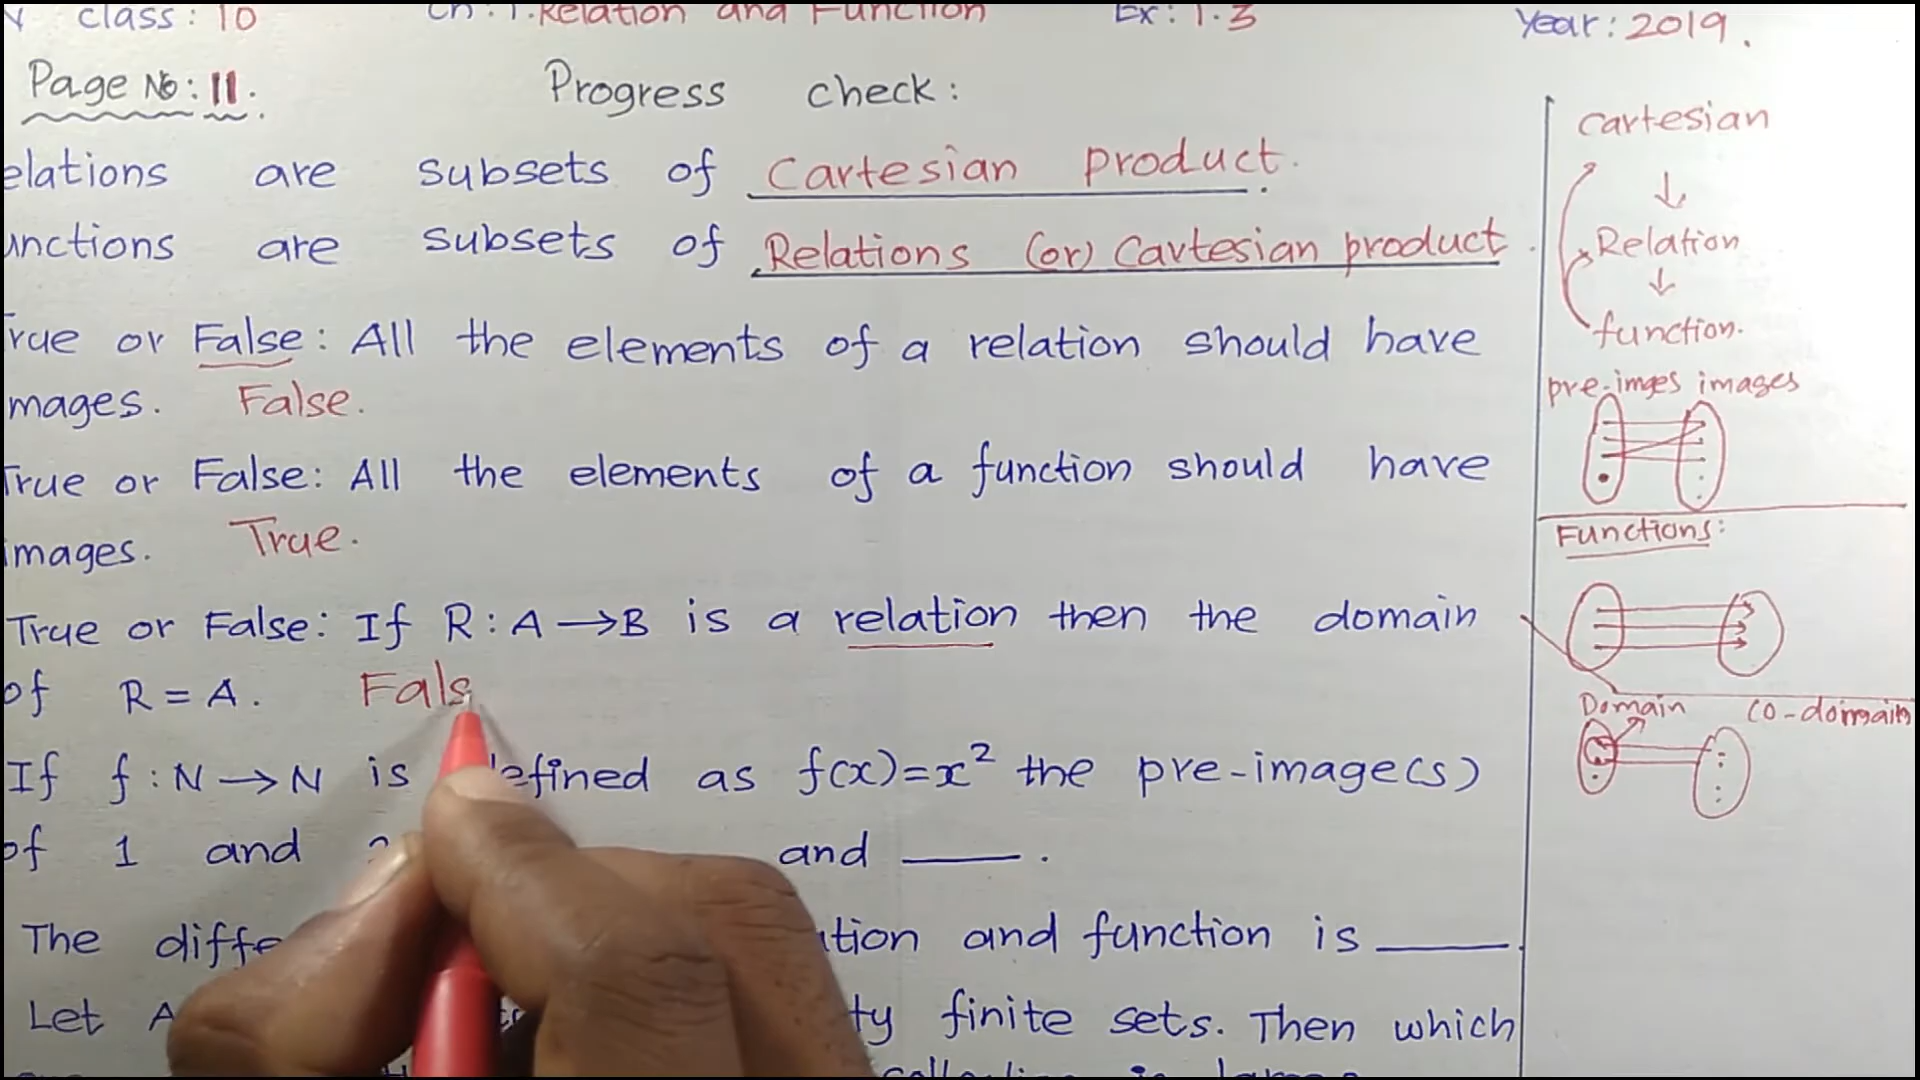 class: 10 Ch: 1. Relation and Function Ex: 1.3 Year: 2019.
Page No: 11. Progress check:
elations are subsets of Cartesian product.
unctions are subsets of Relations (or) Cartesian product.
True or False: All the elements of a relation should have
mages. False.
True or False: All the elements of a function should have
images. True.
True or False: If R : A → B is a relation then the domain
of R = A. Fals
If f : N → N is defined as f(x) = x² the pre-image(s)
of 1 and and ____.
The diffe ation and function is ____.
Let A ty finite sets. Then which
Cartesian
↓
Relation
↓
function.
pre-imges images
Functions:
Domain co-domain